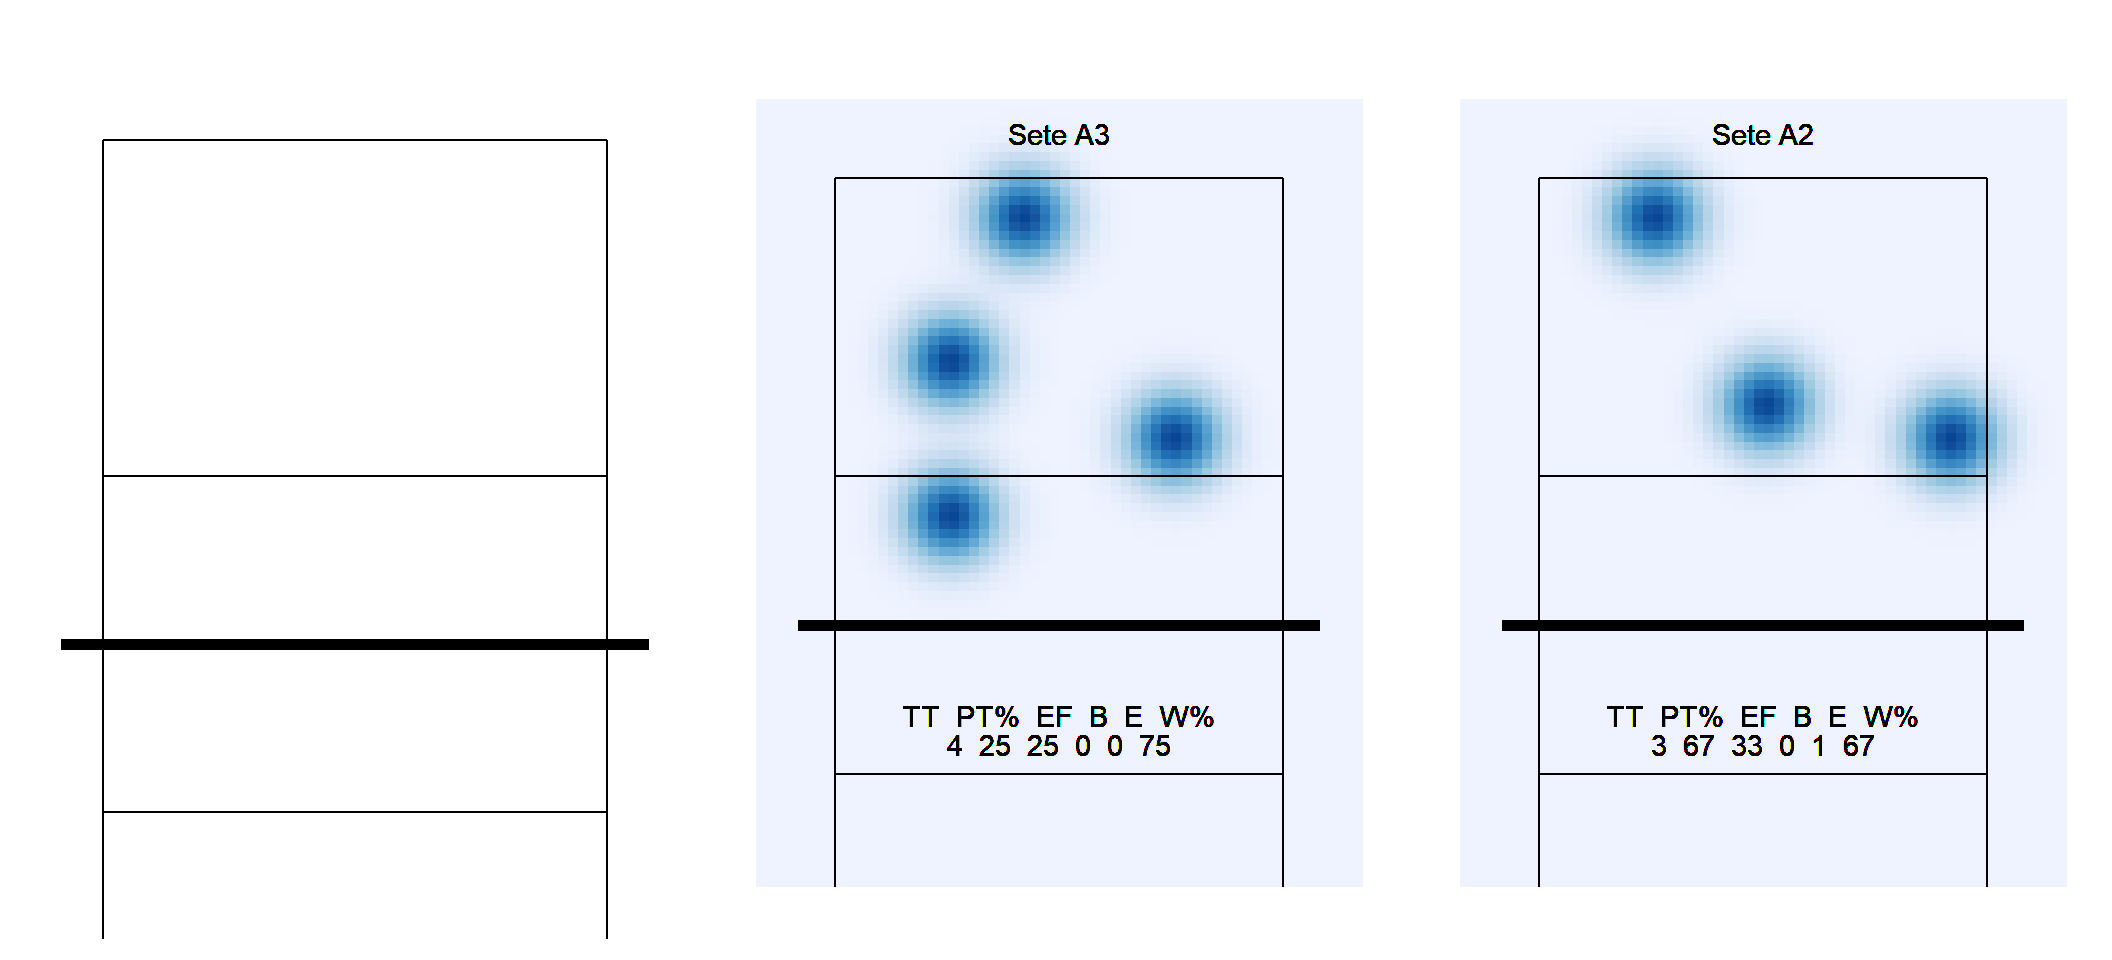 Sete A3
TT PT% EF B E W%
4 25 25 0 0 75
Sete A2
TT PT% EF B E W%
3 67 33 0 1 67